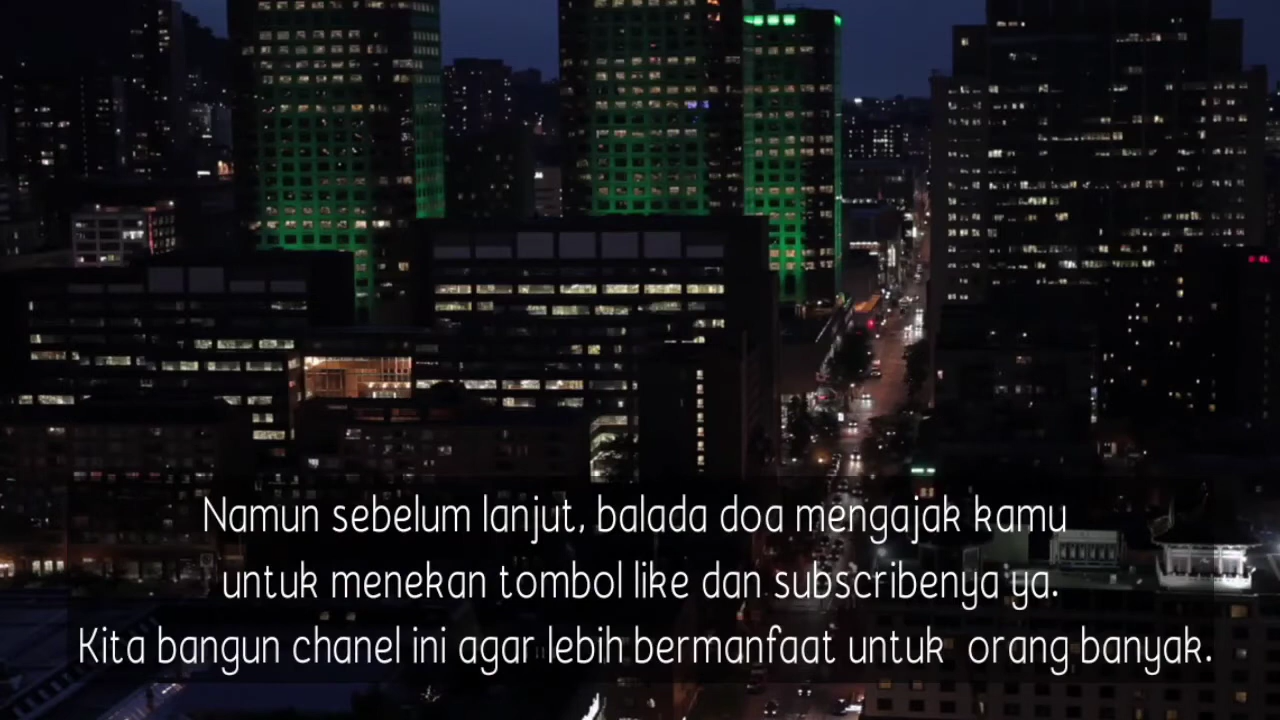 Namun sebelum lanjut, balada doa mengajak kamu
untuk menekan tombol like dan subscribenya ya.
Kita bangun chanel ini agar lebih bermanfaat untuk  orang banyak.